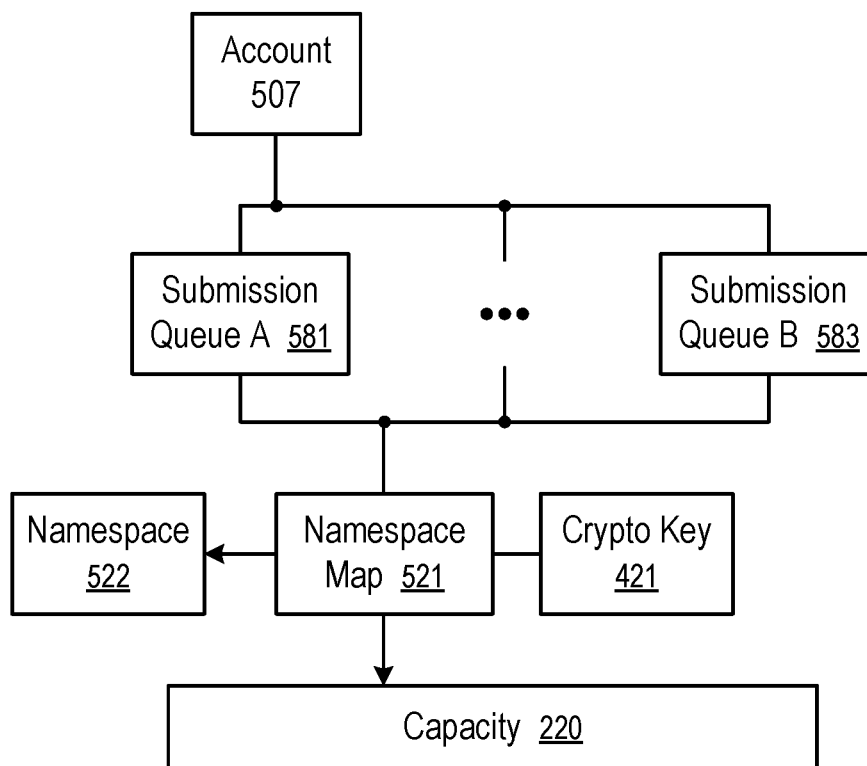 Account
507
Submission
Queue A 581
•••
Submission
Queue B 583
Namespace
522
Namespace
Map 521
Crypto Key
421
Capacity 220